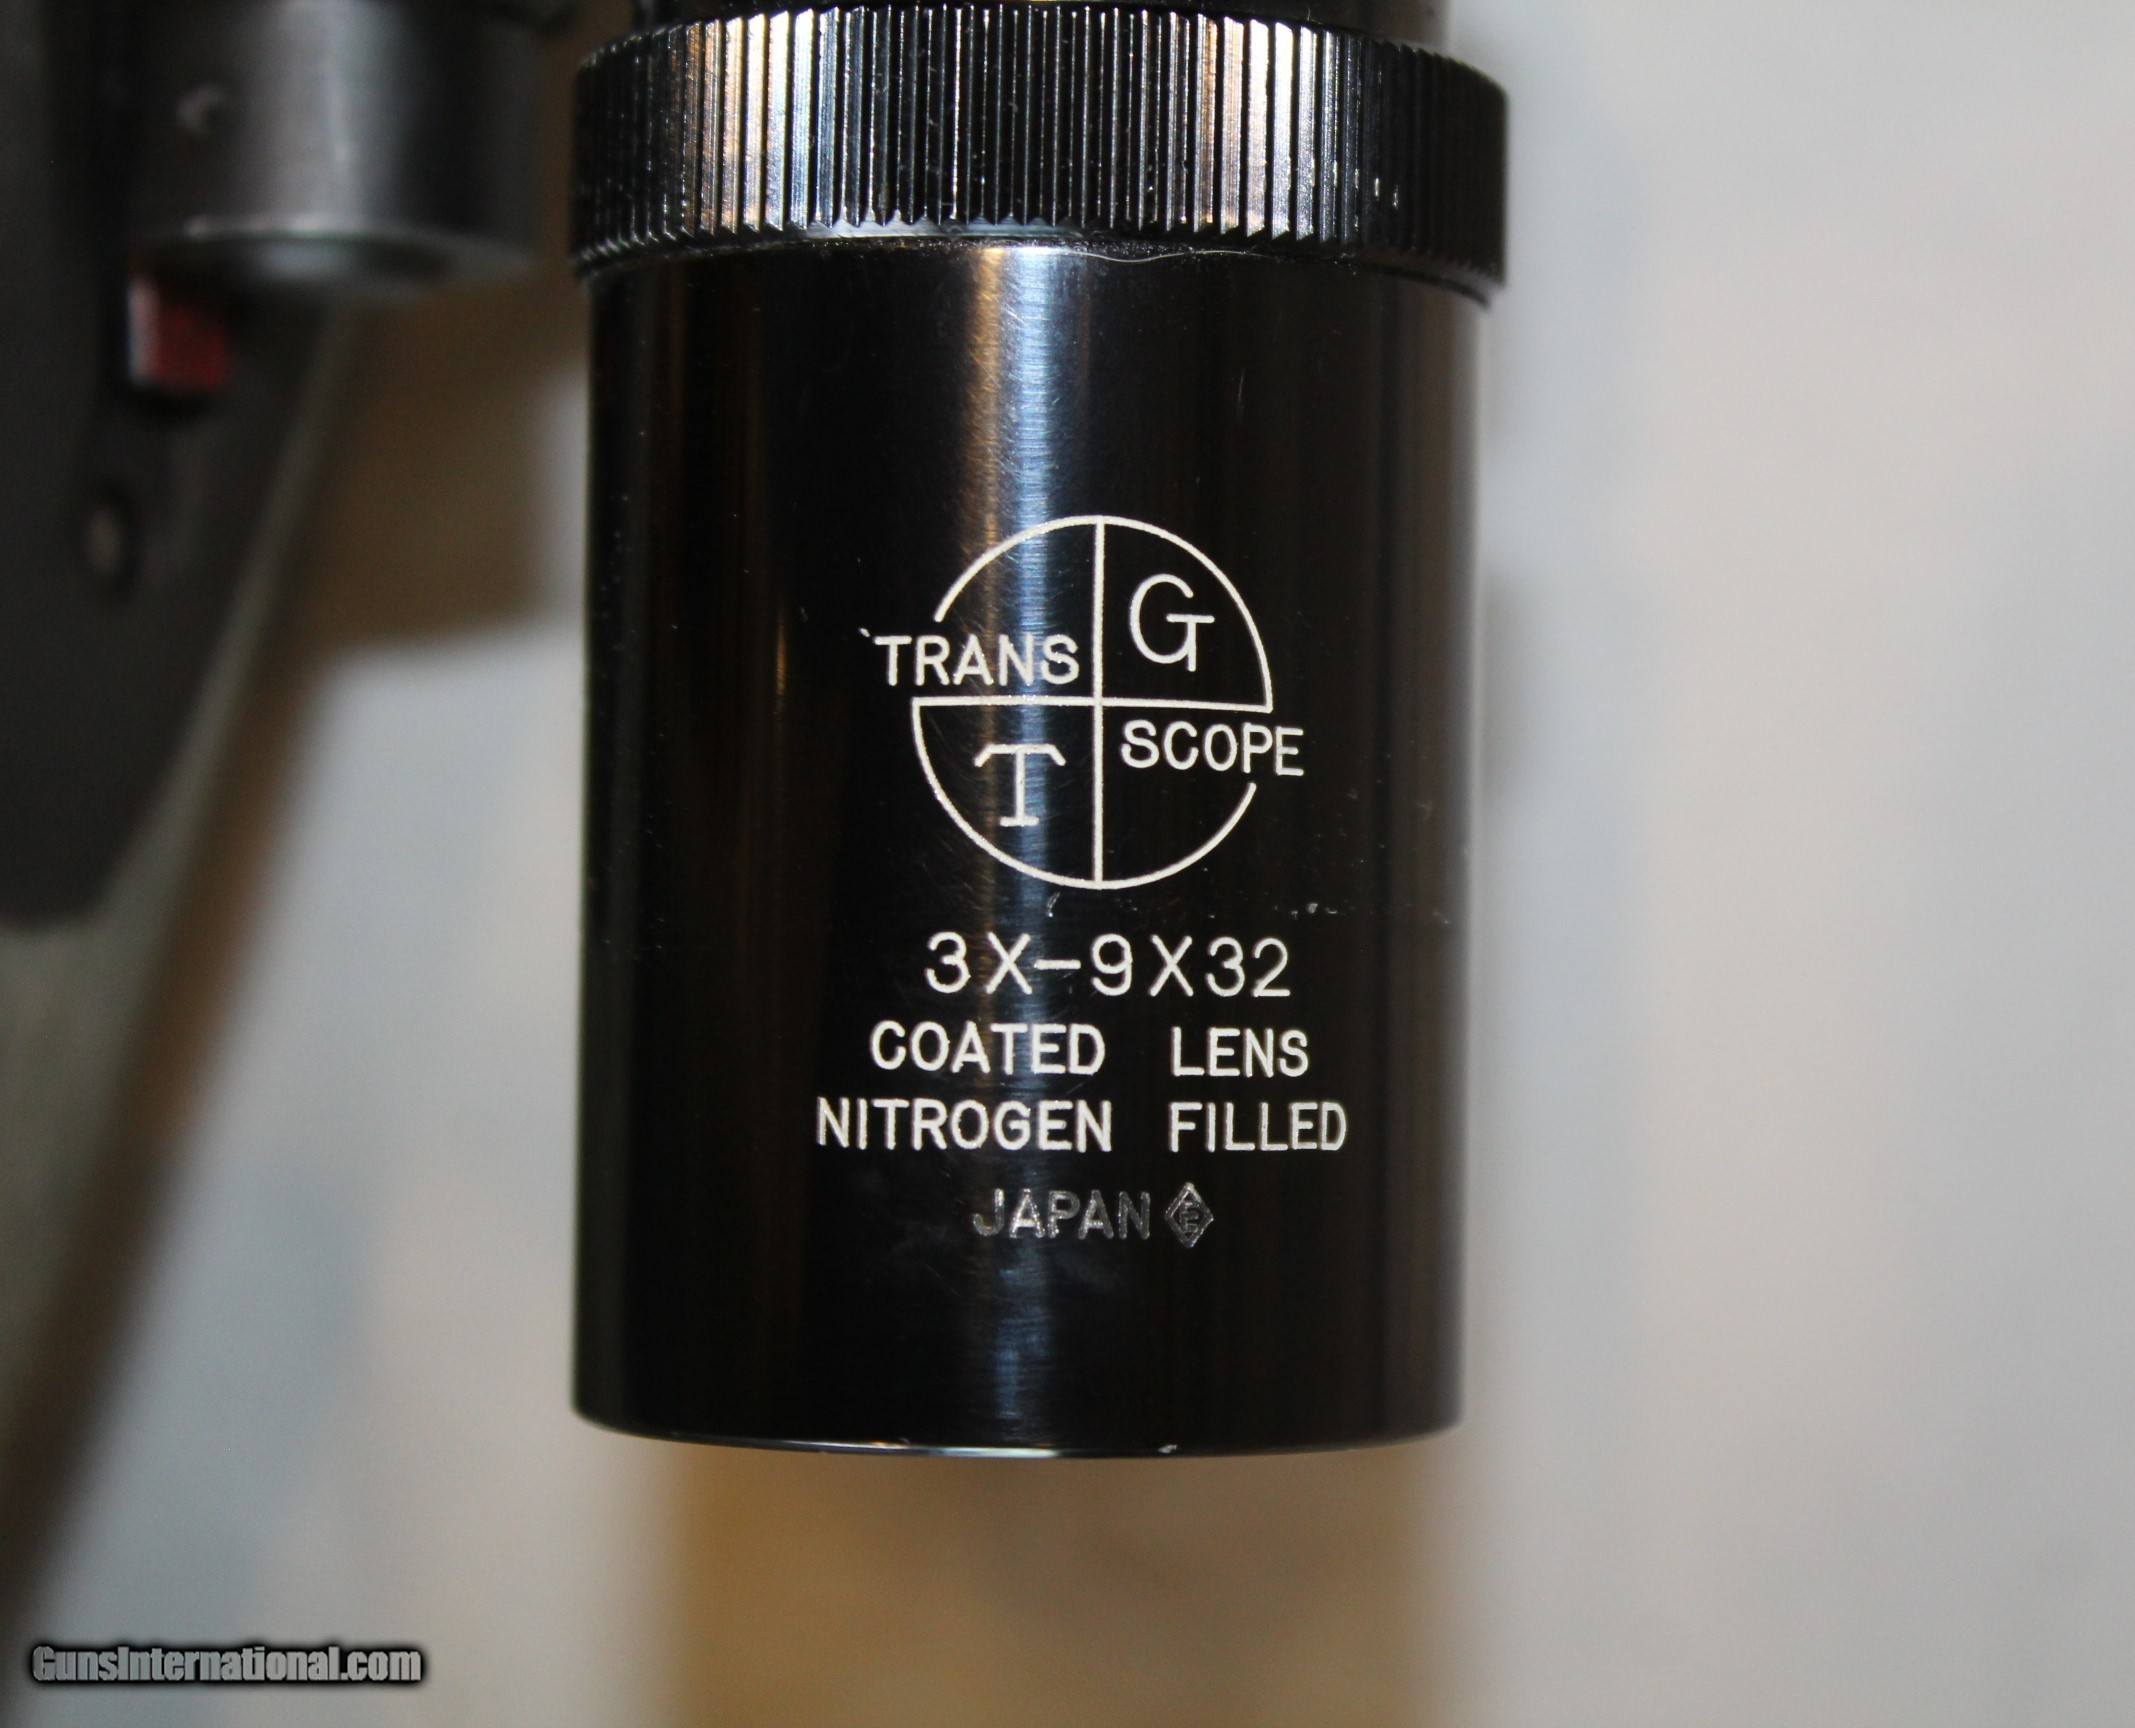 G
TRANS
SCOPE
T
3X-9X32
COATED LENS
NITROGEN FILLED
JAPAN
GunsInternational.com